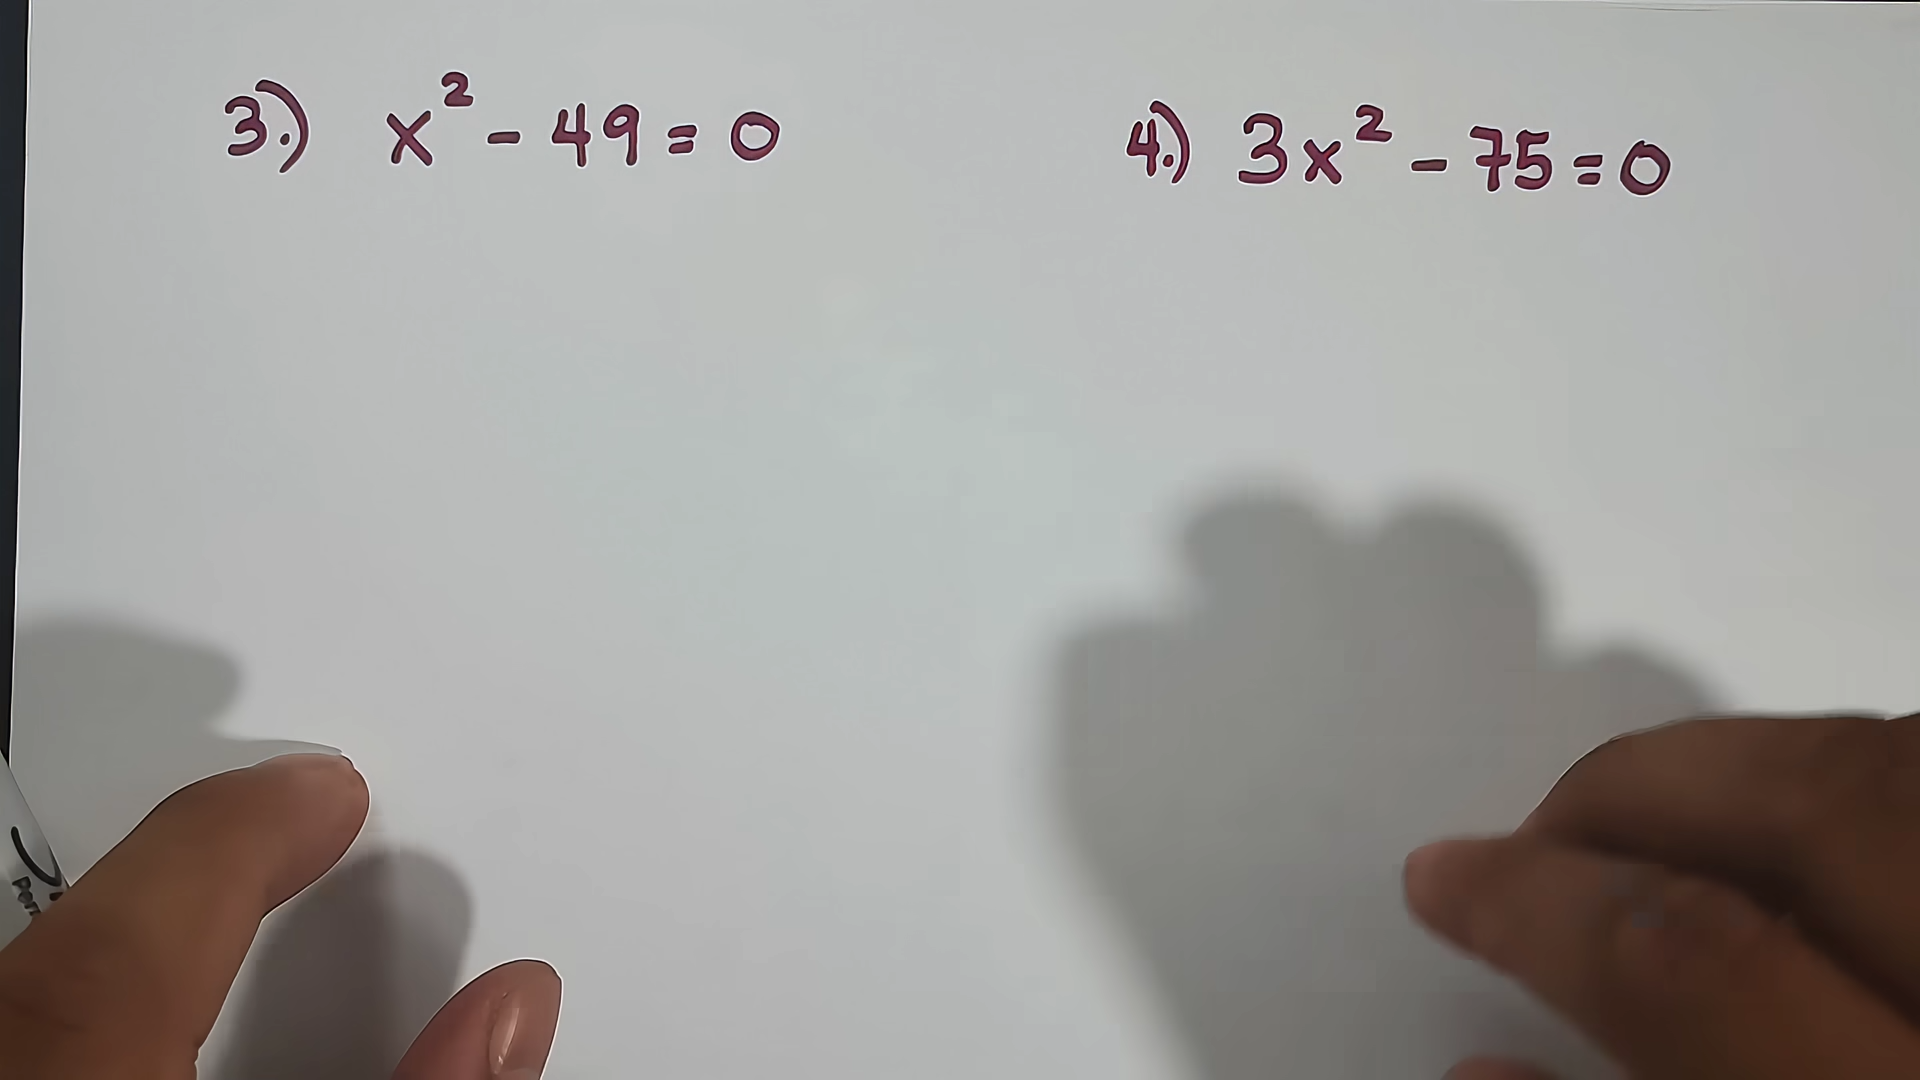 3.) x² - 49 = 0
4.) 3x² - 75 = 0